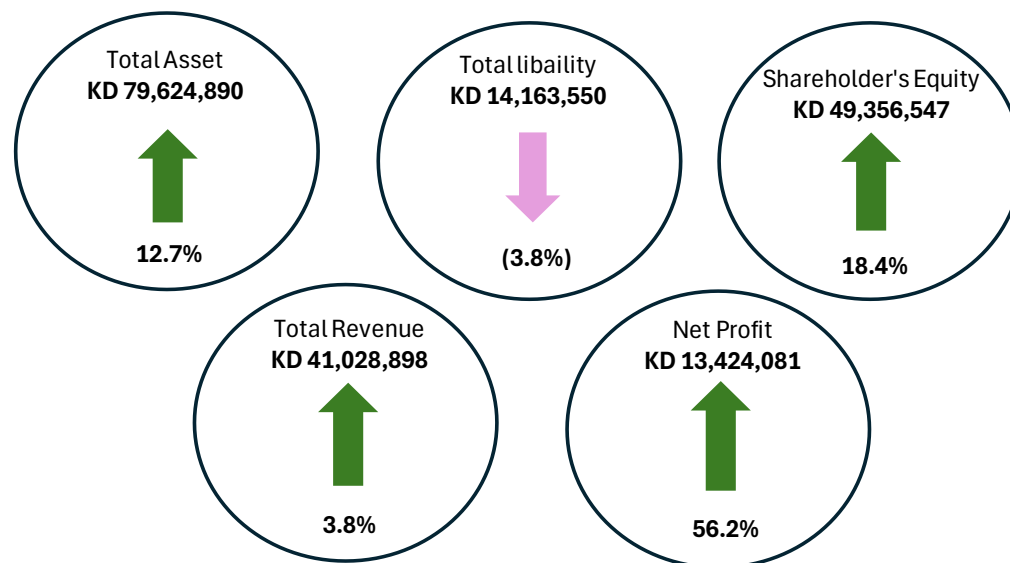 Total Asset
KD 79,624,890
12.7%
Total libaility
KD 14,163,550
(3.8%)
Shareholder's Equity
KD 49,356,547
18.4%
Total Revenue
KD 41,028,898
3.8%
Net Profit
KD 13,424,081
56.2%